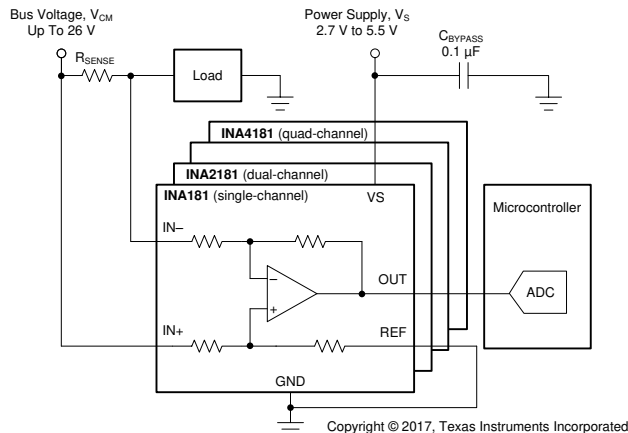 Bus Voltage, VCM
Up To 26 V
Power Supply, VS
2.7 V to 5.5 V
CBYPASS
0.1 µF
RSENSE
Load
INA4181 (quad-channel)
INA2181 (dual-channel)
INA181 (single-channel)
VS
Microcontroller
IN–
OUT
ADC
–
+
IN+
REF
GND
Copyright © 2017, Texas Instruments Incorporated